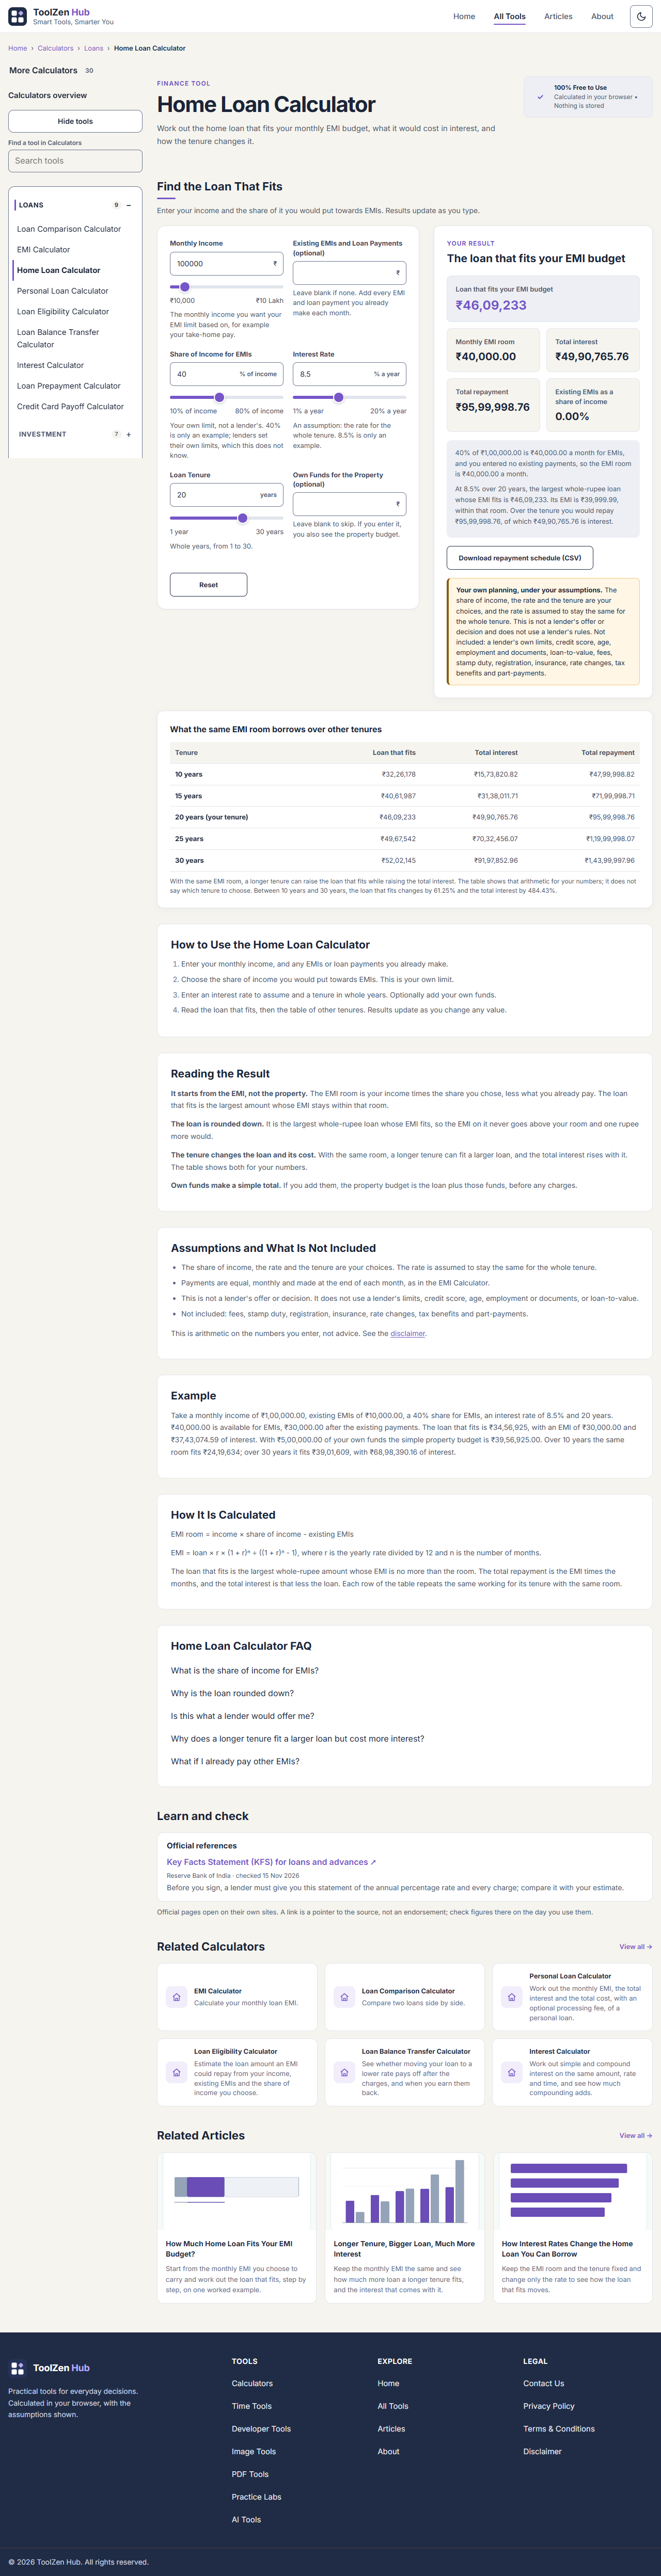 ToolZen Hub
Smart Tools, Smarter You
Home
All Tools
Articles
About
Home › Calculators › Loans › Home Loan Calculator
More Calculators 30
Calculators overview
Hide tools
Find a tool in Calculators
Search tools
LOANS 9 −
Loan Comparison Calculator
EMI Calculator
Home Loan Calculator
Personal Loan Calculator
Loan Eligibility Calculator
Loan Balance Transfer
Calculator
Interest Calculator
Loan Prepayment Calculator
Credit Card Payoff Calculator
INVESTMENT 7 +
FINANCE TOOL
Home Loan Calculator
Work out the home loan that fits your monthly EMI budget, what it would cost in interest, and
how the tenure changes it.
100% Free to Use
Calculated in your browser •
Nothing is stored
Find the Loan That Fits
Enter your income and the share of it you would put towards EMIs. Results update as you type.
Monthly Income
100000 ₹
₹10,000 ₹10 Lakh
The monthly income you want your
EMI limit based on, for example
your take-home pay.
Existing EMIs and Loan Payments
(optional)
₹
Leave blank if none. Add every EMI
and loan payment you already
make each month.
Share of Income for EMIs
40 % of income
10% of income 80% of income
Your own limit, not a lender's. 40%
is only an example; lenders set
their own limits, which this does not
know.
Interest Rate
8.5 % a year
1% a year 20% a year
An assumption: the rate for the
whole tenure. 8.5% is only an
example.
Loan Tenure
20 years
1 year 30 years
Whole years, from 1 to 30.
Own Funds for the Property
(optional)
₹
Leave blank to skip. If you enter it,
you also see the property budget.
Reset
YOUR RESULT
The loan that fits your EMI budget
Loan that fits your EMI budget
₹46,09,233
Monthly EMI room
₹40,000.00
Total interest
₹49,90,765.76
Total repayment
₹95,99,998.76
Existing EMIs as a
share of income
0.00%
40% of ₹1,00,000.00 is ₹40,000.00 a month for EMIs,
and you entered no existing payments, so the EMI room
is ₹40,000.00 a month.
At 8.5% over 20 years, the largest whole-rupee loan
whose EMI fits is ₹46,09,233. Its EMI is ₹39,999.99,
within that room. Over the tenure you would repay
₹95,99,998.76, of which ₹49,90,765.76 is interest.
Download repayment schedule (CSV)
Your own planning, under your assumptions. The
share of income, the rate and the tenure are your
choices, and the rate is assumed to stay the same for
the whole tenure. This is not a lender's offer or
decision and does not use a lender's rules. Not
included: a lender's own limits, credit score, age,
employment and documents, loan-to-value, fees,
stamp duty, registration, insurance, rate changes, tax
benefits and part-payments.
What the same EMI room borrows over other tenures
Tenure Loan that fits Total interest Total repayment
10 years ₹32,26,178 ₹15,73,820.82 ₹47,99,998.82
15 years ₹40,61,987 ₹31,38,011.71 ₹71,99,998.71
20 years (your tenure) ₹46,09,233 ₹49,90,765.76 ₹95,99,998.76
25 years ₹49,67,542 ₹70,32,456.07 ₹1,19,99,998.07
30 years ₹52,02,145 ₹91,97,852.96 ₹1,43,99,997.96
With the same EMI room, a longer tenure can raise the loan that fits while raising the total interest. The table shows that arithmetic for your numbers; it does not
say which tenure to choose. Between 10 years and 30 years, the loan that fits changes by 61.25% and the total interest by 484.43%.
How to Use the Home Loan Calculator
1. Enter your monthly income, and any EMIs or loan payments you already make.
2. Choose the share of income you would put towards EMIs. This is your own limit.
3. Enter an interest rate to assume and a tenure in whole years. Optionally add your own funds.
4. Read the loan that fits, then the table of other tenures. Results update as you change any value.
Reading the Result
It starts from the EMI, not the property. The EMI room is your income times the share you chose, less what you already pay. The loan
that fits is the largest amount whose EMI stays within that room.
The loan is rounded down. It is the largest whole-rupee loan whose EMI fits, so the EMI on it never goes above your room and one rupee
more would.
The tenure changes the loan and its cost. With the same room, a longer tenure can fit a larger loan, and the total interest rises with it.
The table shows both for your numbers.
Own funds make a simple total. If you add them, the property budget is the loan plus those funds, before any charges.
Assumptions and What Is Not Included
• The share of income, the rate and the tenure are your choices. The rate is assumed to stay the same for the whole tenure.
• Payments are equal, monthly and made at the end of each month, as in the EMI Calculator.
• This is not a lender's offer or decision. It does not use a lender's limits, credit score, age, employment or documents, or loan-to-value.
• Not included: fees, stamp duty, registration, insurance, rate changes, tax benefits and part-payments.
This is arithmetic on the numbers you enter, not advice. See the disclaimer.
Example
Take a monthly income of ₹1,00,000.00, existing EMIs of ₹10,000.00, a 40% share for EMIs, an interest rate of 8.5% and 20 years.
₹40,000.00 is available for EMIs, ₹30,000.00 after the existing payments. The loan that fits is ₹34,56,925, with an EMI of ₹30,000.00 and
₹37,43,074.59 of interest. With ₹5,00,000.00 of your own funds the simple property budget is ₹39,56,925.00. Over 10 years the same
room fits ₹24,19,634; over 30 years it fits ₹39,01,609, with ₹68,98,390.16 of interest.
How It Is Calculated
EMI room = income × share of income - existing EMIs
EMI = loan × r × (1 + r)ⁿ ÷ ((1 + r)ⁿ - 1), where r is the yearly rate divided by 12 and n is the number of months.
The loan that fits is the largest whole-rupee amount whose EMI is no more than the room. The total repayment is the EMI times the
months, and the total interest is that less the loan. Each row of the table repeats the same working for its tenure with the same room.
Home Loan Calculator FAQ
What is the share of income for EMIs?
Why is the loan rounded down?
Is this what a lender would offer me?
Why does a longer tenure fit a larger loan but cost more interest?
What if I already pay other EMIs?
Learn and check
Official references
Key Facts Statement (KFS) for loans and advances ↗
Reserve Bank of India · checked 15 Nov 2026
Before you sign, a lender must give you this statement of the annual percentage rate and every charge; compare it with your estimate.
Official pages open on their own sites. A link is a pointer to the source, not an endorsement; check figures there on the day you use them.
Related Calculators
View all →
EMI Calculator
Calculate your monthly loan EMI.
Loan Comparison Calculator
Compare two loans side by side.
Personal Loan Calculator
Work out the monthly EMI, the total
interest and the total cost, with an
optional processing fee, of a
personal loan.
Loan Eligibility Calculator
Estimate the loan amount an EMI
could repay from your income,
existing EMIs and the share of
income you choose.
Loan Balance Transfer Calculator
See whether moving your loan to a
lower rate pays off after the
charges, and when you earn them
back.
Interest Calculator
Work out simple and compound
interest on the same amount, rate
and time, and see how much
compounding adds.
Related Articles
View all →
How Much Home Loan Fits Your EMI
Budget?
Start from the monthly EMI you choose to
carry and work out the loan that fits, step by
step, on one worked example.
Longer Tenure, Bigger Loan, Much More
Interest
Keep the monthly EMI the same and see
how much more loan a longer tenure fits,
and the interest that comes with it.
How Interest Rates Change the Home
Loan You Can Borrow
Keep the EMI room and the tenure fixed and
change only the rate to see how the loan
that fits moves.
ToolZen Hub
Practical tools for everyday decisions.
Calculated in your browser, with the
assumptions shown.
TOOLS
Calculators
Time Tools
Developer Tools
Image Tools
PDF Tools
Practice Labs
AI Tools
EXPLORE
Home
All Tools
Articles
About
LEGAL
Contact Us
Privacy Policy
Terms & Conditions
Disclaimer
© 2026 ToolZen Hub. All rights reserved.